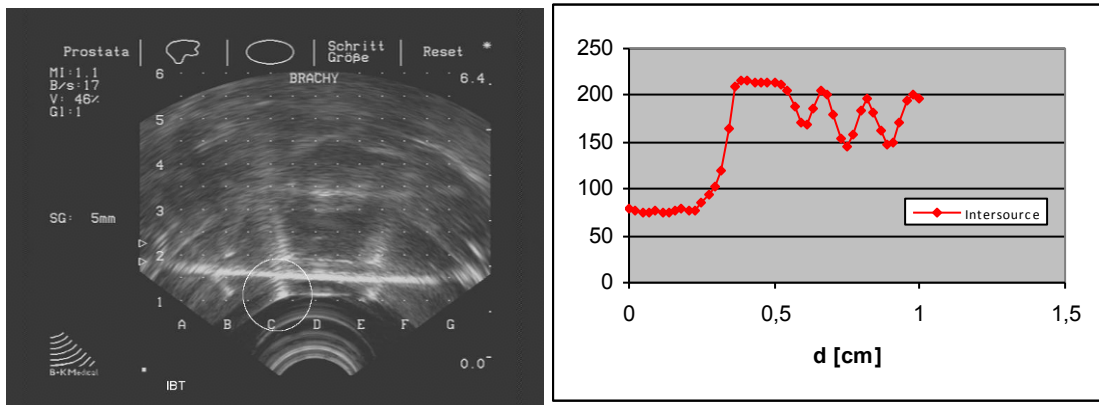 Prostata
Schritt
Größe
Reset
*
MI:1.1
B/s:17
V: 46%
G1:1
BRACHY
6.4
6
5
4
3
2
1
SG: 5mm
A B C D E F G
0.0
B-K Medical
IBT
250
200
150
100
50
0
0 0,5 1 1,5
d [cm]
Intersource